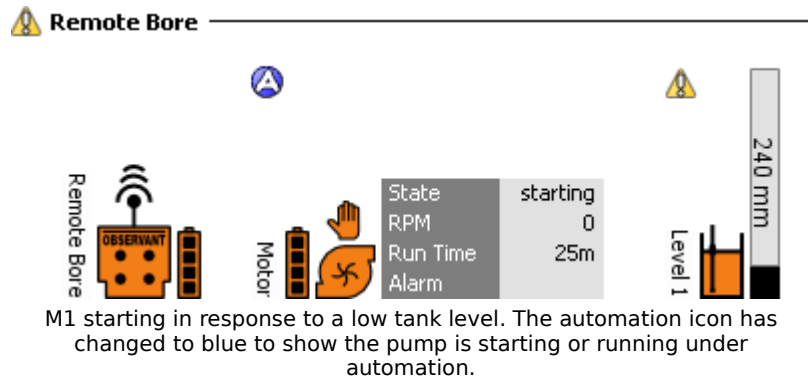 Remote Bore
A
Remote Bore
OBSERVANT
Motor
State starting
RPM 0
Run Time 25m
Alarm
Level 1
240 mm
M1 starting in response to a low tank level. The automation icon has
changed to blue to show the pump is starting or running under
automation.